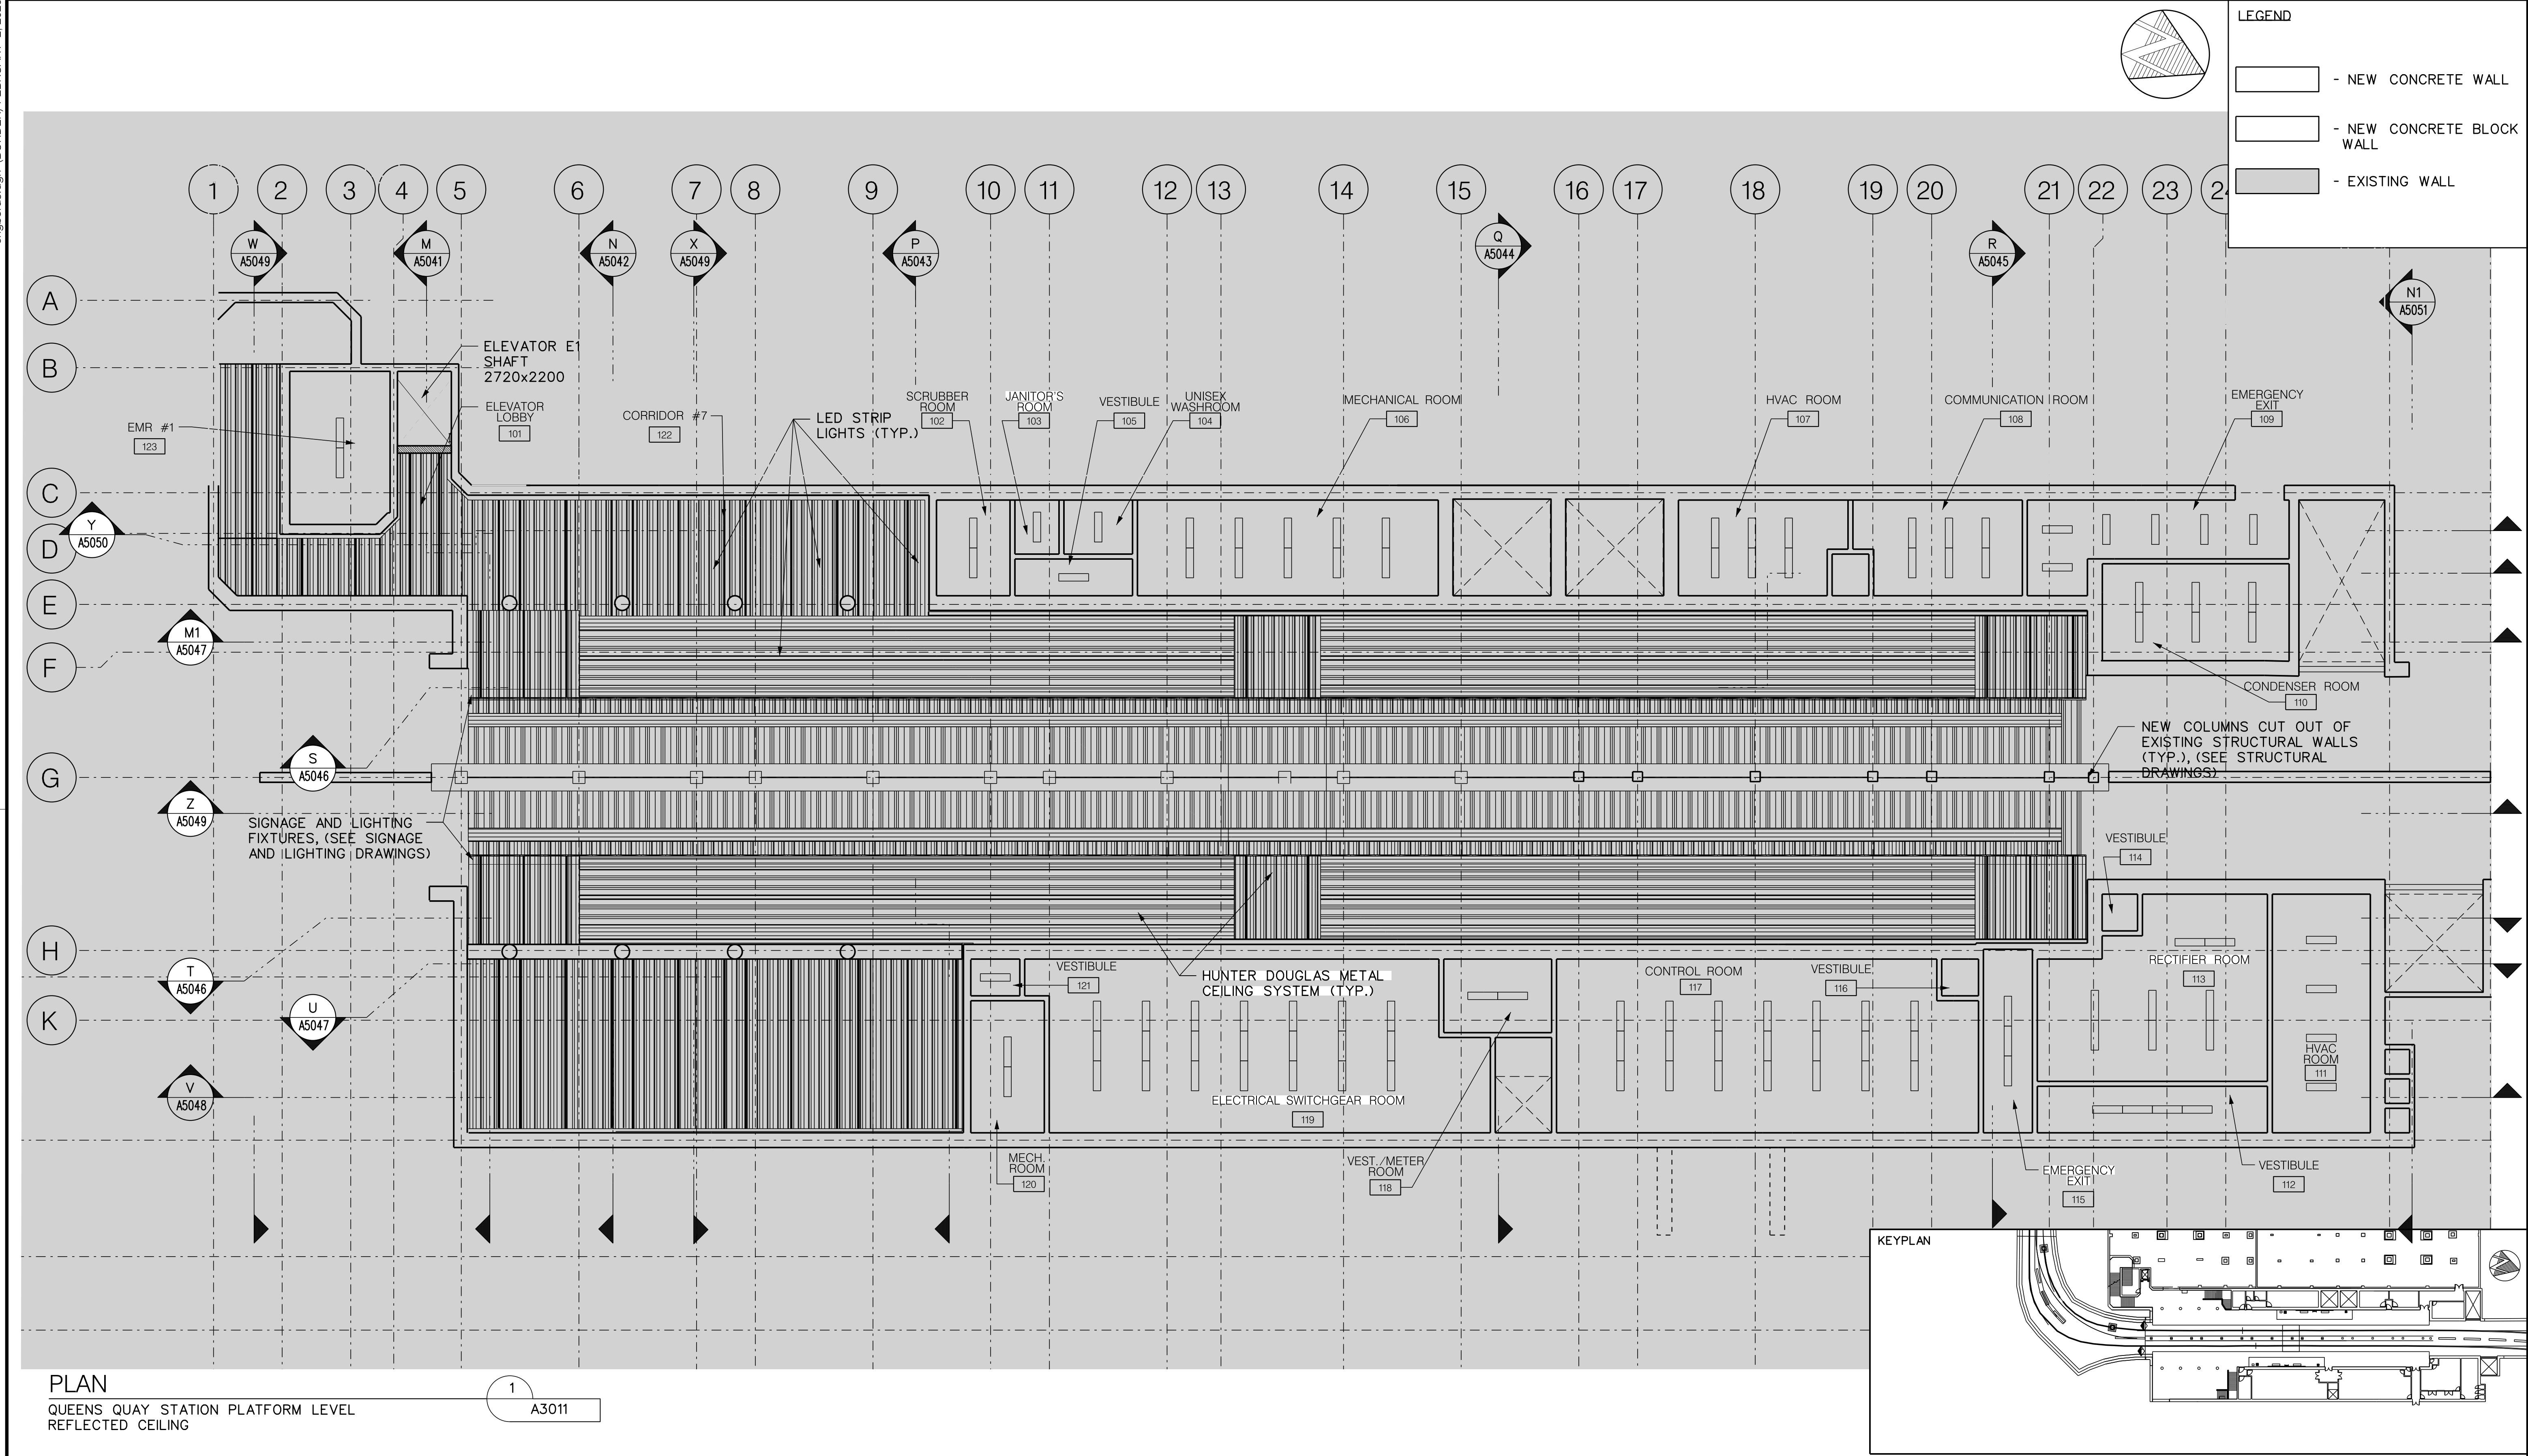 LEGEND
- NEW CONCRETE WALL
- NEW CONCRETE BLOCK
WALL
- EXISTING WALL
1 2 3 4 5 6 7 8 9 10 11 12 13 14 15 16 17 18 19 20 21 22 23
W
A5049
M
A5041
N
A5042
X
A5049
P
A5043
Q
A5044
R
A5045
N1
A5051
A
B
C
D
E
F
G
H
K
Y
A5050
M1
A5047
S
A5046
Z
A5049
T
A5046
U
A5047
V
A5048
ELEVATOR E1
SHAFT
2720x2200
ELEVATOR
LOBBY
101
EMR #1
123
CORRIDOR #7
122
LED STRIP
LIGHTS (TYP.)
SCRUBBER
ROOM
102
JANITOR'S
ROOM
103
VESTIBULE
105
UNISEX
WASHROOM
104
MECHANICAL ROOM
106
HVAC ROOM
107
COMMUNICATION ROOM
108
EMERGENCY
EXIT
109
CONDENSER ROOM
110
NEW COLUMNS CUT OUT OF
EXISTING STRUCTURAL WALLS
(TYP.), (SEE STRUCTURAL
DRAWINGS)
SIGNAGE AND LIGHTING
FIXTURES, (SEE SIGNAGE
AND LIGHTING DRAWINGS)
VESTIBULE
114
HUNTER DOUGLAS METAL
CEILING SYSTEM (TYP.)
VESTIBULE
121
CONTROL ROOM
117
VESTIBULE
116
RECTIFIER ROOM
113
HVAC
ROOM
111
ELECTRICAL SWITCHGEAR ROOM
119
MECH.
ROOM
120
VEST./METER
ROOM
118
EMERGENCY
EXIT
115
VESTIBULE
112
KEYPLAN
PLAN
QUEENS QUAY STATION PLATFORM LEVEL
REFLECTED CEILING
1
A3011